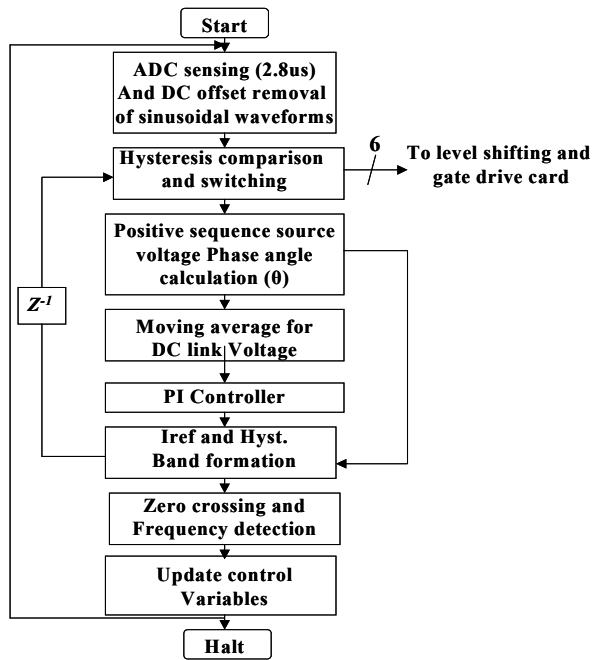 Start
ADC sensing (2.8us)
And DC offset removal
of sinusoidal waveforms
Hysteresis comparison
and switching
6
To level shifting and
gate drive card
Positive sequence source
voltage Phase angle
calculation (θ)
Z-1
Moving average for
DC link Voltage
PI Controller
Iref and Hyst.
Band formation
Zero crossing and
Frequency detection
Update control
Variables
Halt